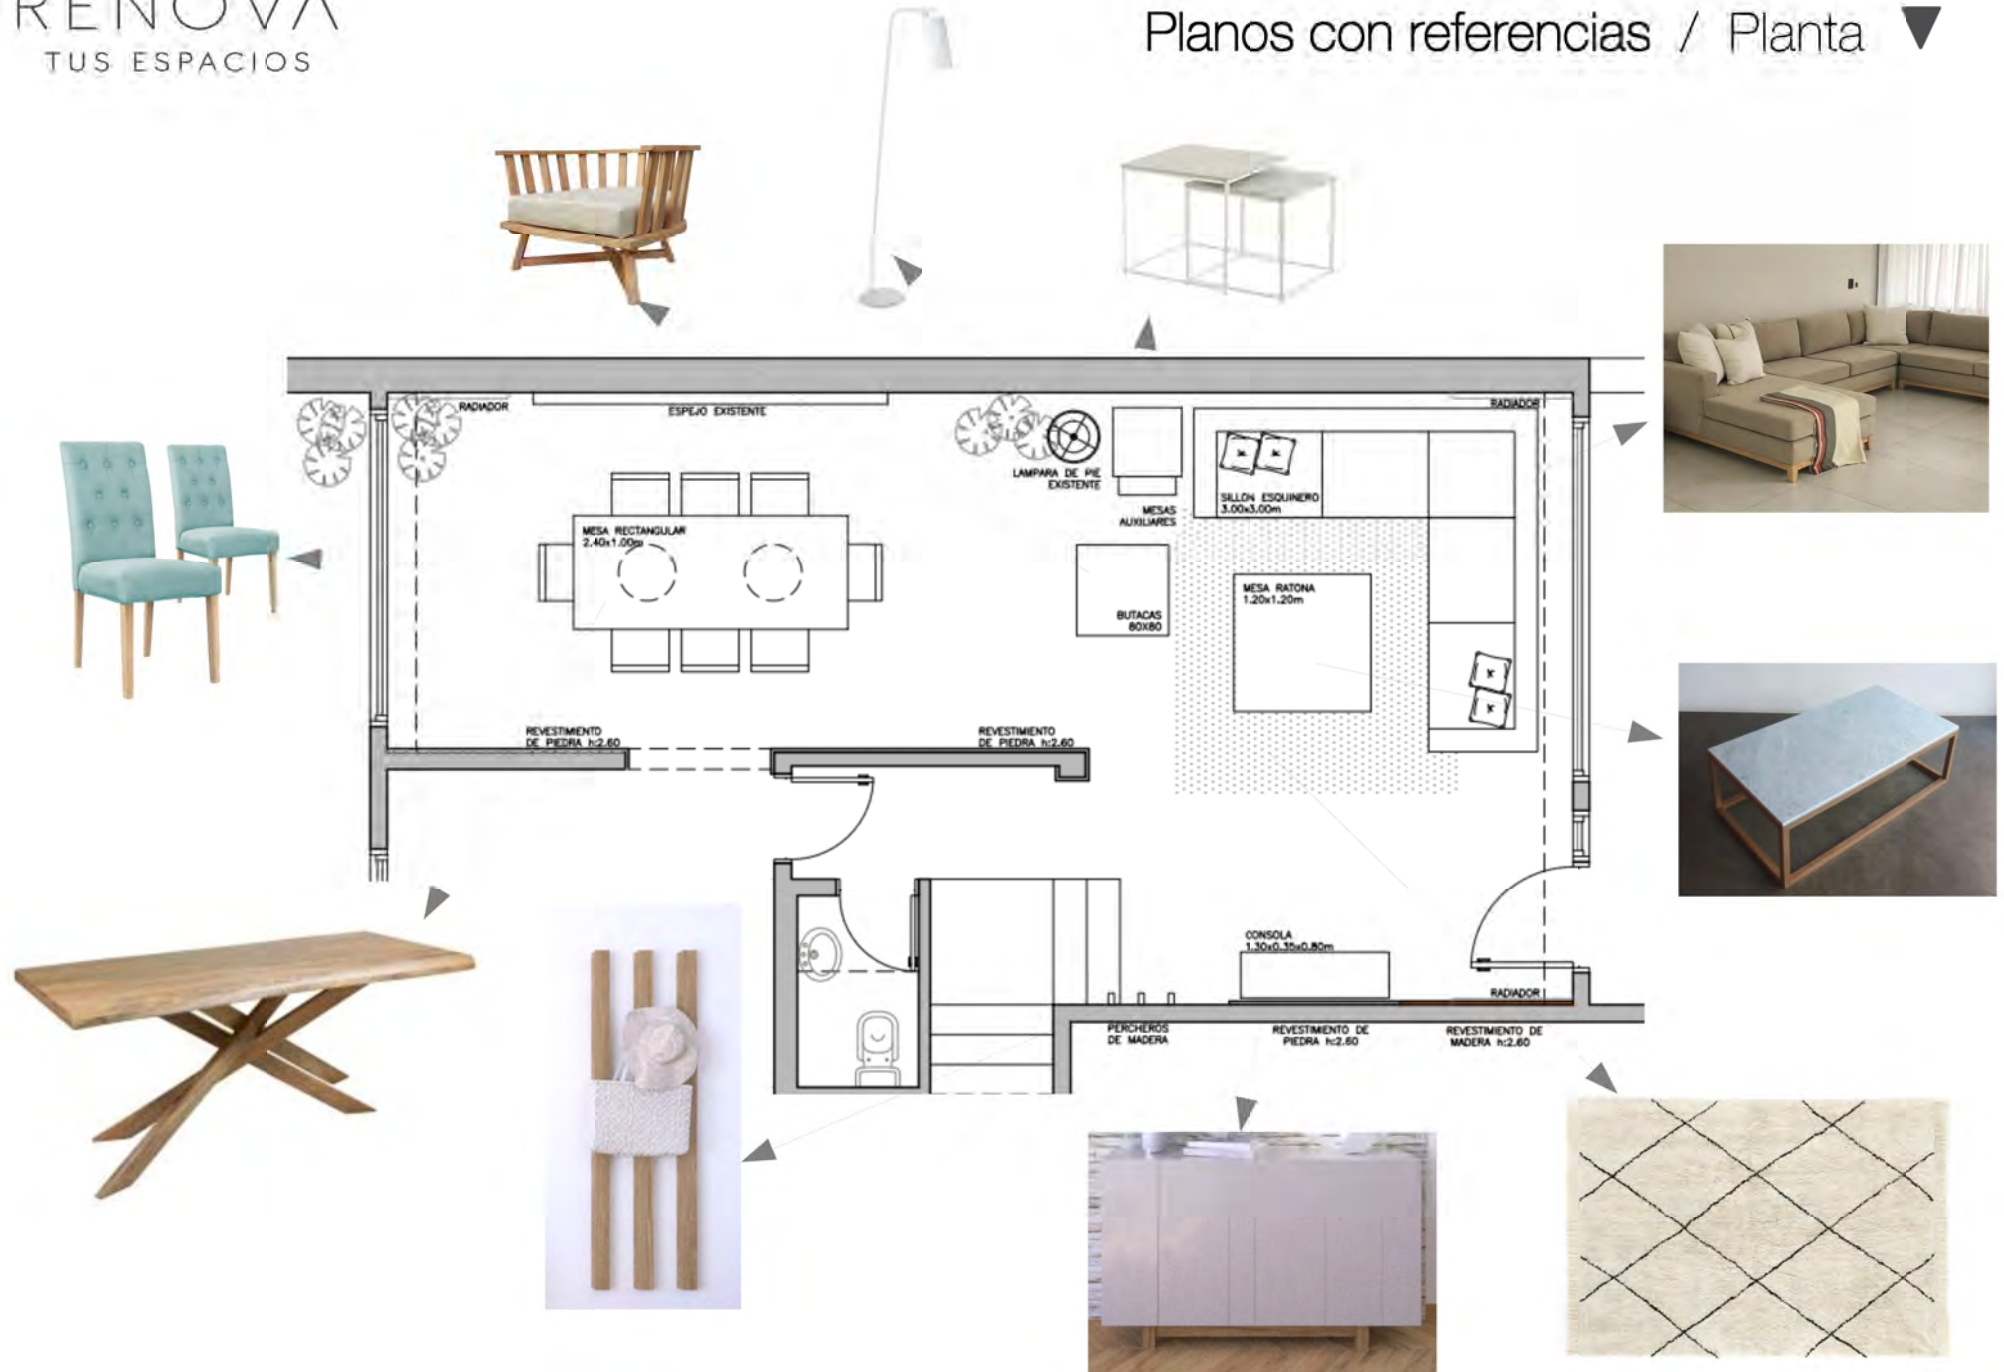 RENOVA
TUS ESPACIOS
Planos con referencias / Planta
RADIADOR
ESPEJO EXISTENTE
RADIADOR
LAMPARA DE PIE
EXISTENTE
MESAS
AUXILIARES
SILLON ESQUINERO
3.00x3.00m
MESA RECTANGULAR
2.40x1.00m
MESA RATONA
1.20x1.20m
BUTACAS
80X80
REVESTIMIENTO
DE PIEDRA h:2.60
REVESTIMIENTO
DE PIEDRA h:2.60
CONSOLA
1.30x0.35x0.80m
RADIADOR
PERCHEROS
DE MADERA
REVESTIMIENTO DE
PIEDRA h:2.60
REVESTIMIENTO DE
MADERA h:2.60